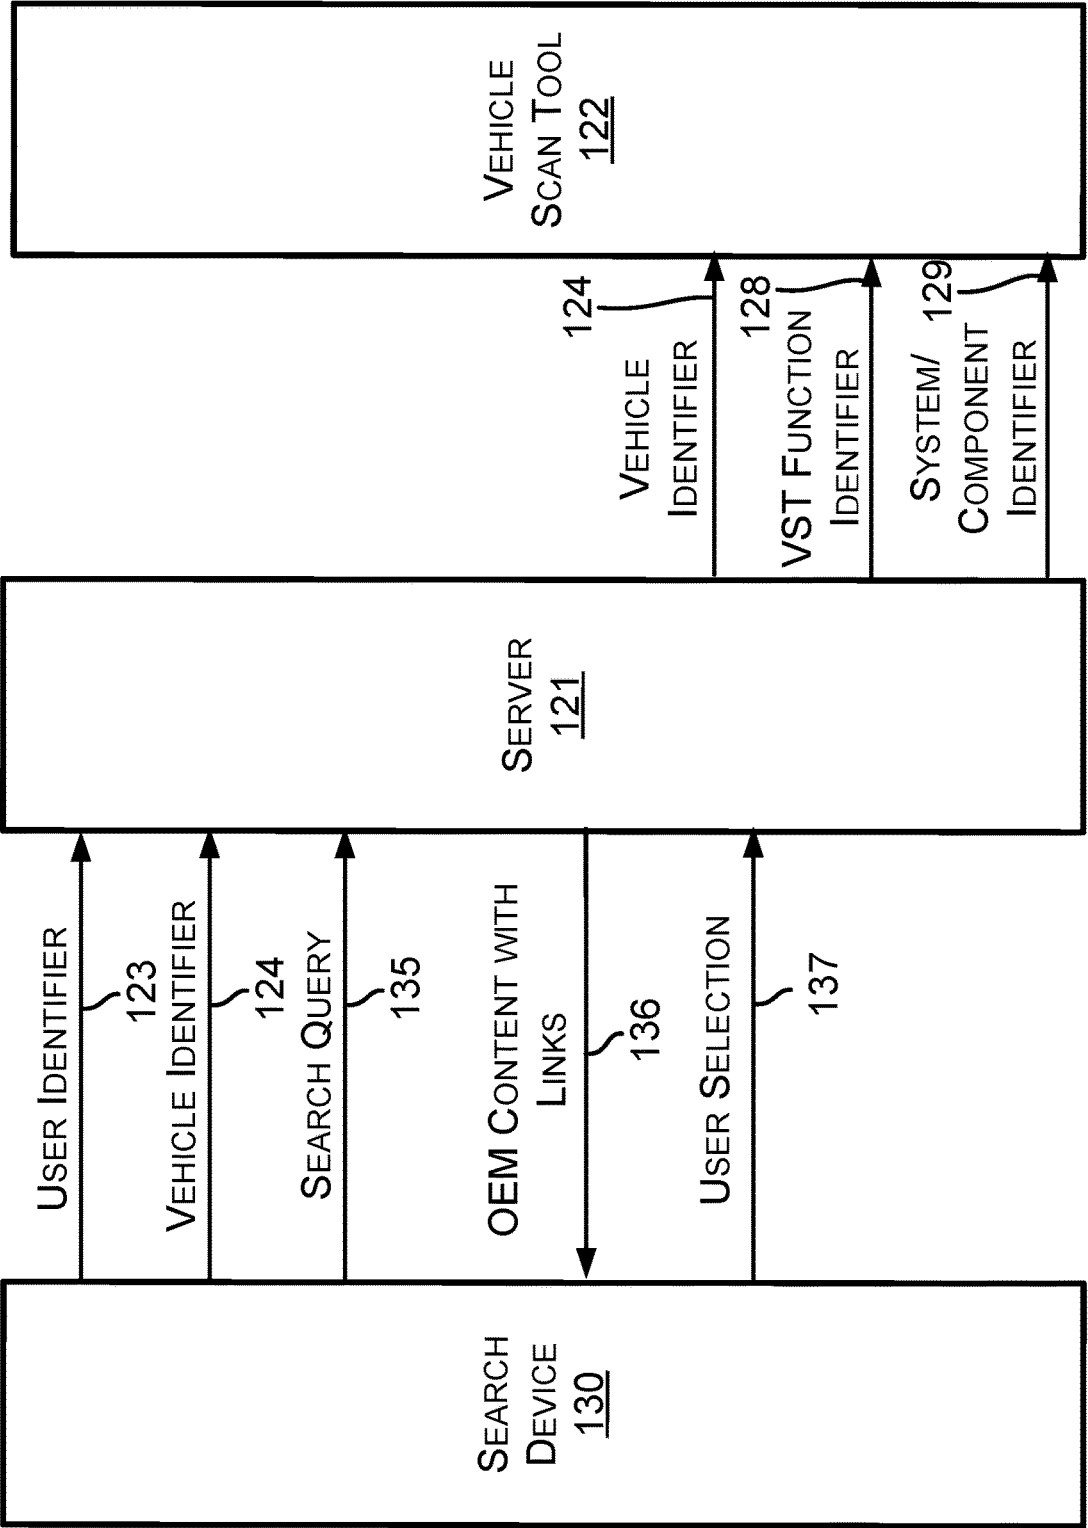 SEARCH
DEVICE
130
USER IDENTIFIER
123
VEHICLE IDENTIFIER
124
SEARCH QUERY
135
OEM CONTENT WITH
LINKS
136
USER SELECTION
137
SERVER
121
VEHICLE
IDENTIFIER
124
VST FUNCTION
IDENTIFIER
128
SYSTEM/
COMPONENT
IDENTIFIER
129
VEHICLE
SCAN TOOL
122